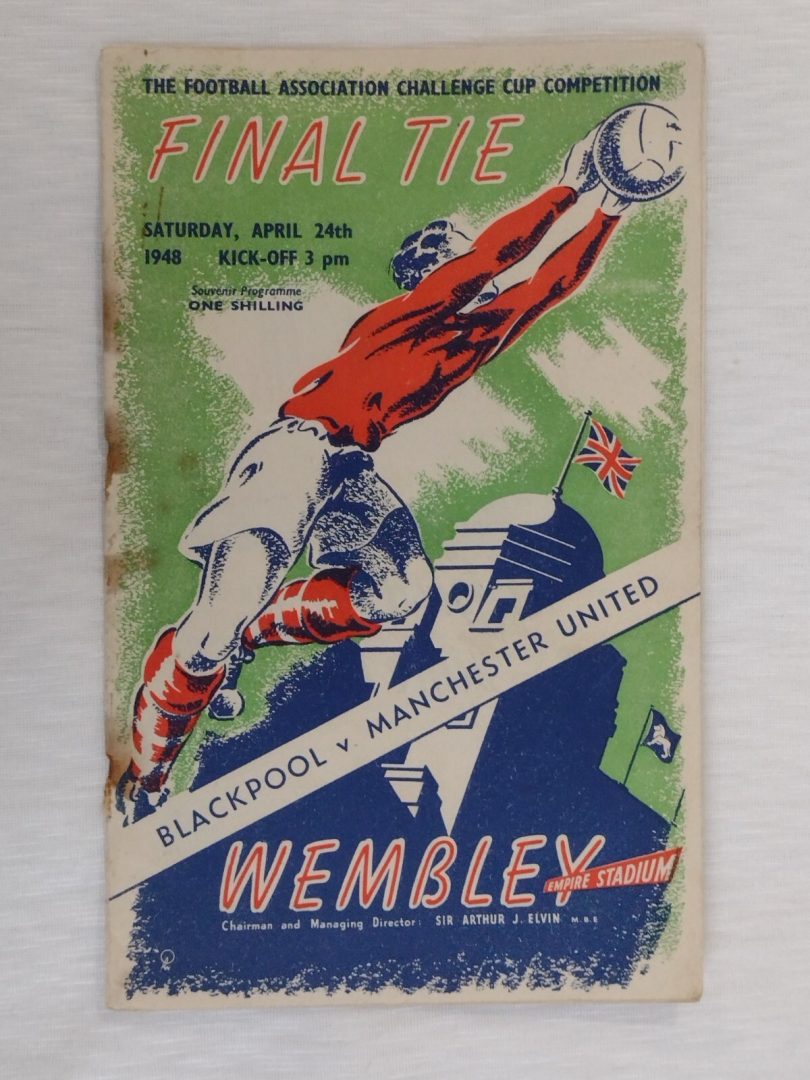 THE FOOTBALL ASSOCIATION CHALLENGE CUP COMPETITION
FINAL TIE
SATURDAY, APRIL 24th
1948 KICK-OFF 3 pm
Souvenir Programme
ONE SHILLING
BLACKPOOL v MANCHESTER UNITED
WEMBLEY
EMPIRE STADIUM
Chairman and Managing Director: SIR ARTHUR J. ELVIN M.B.E